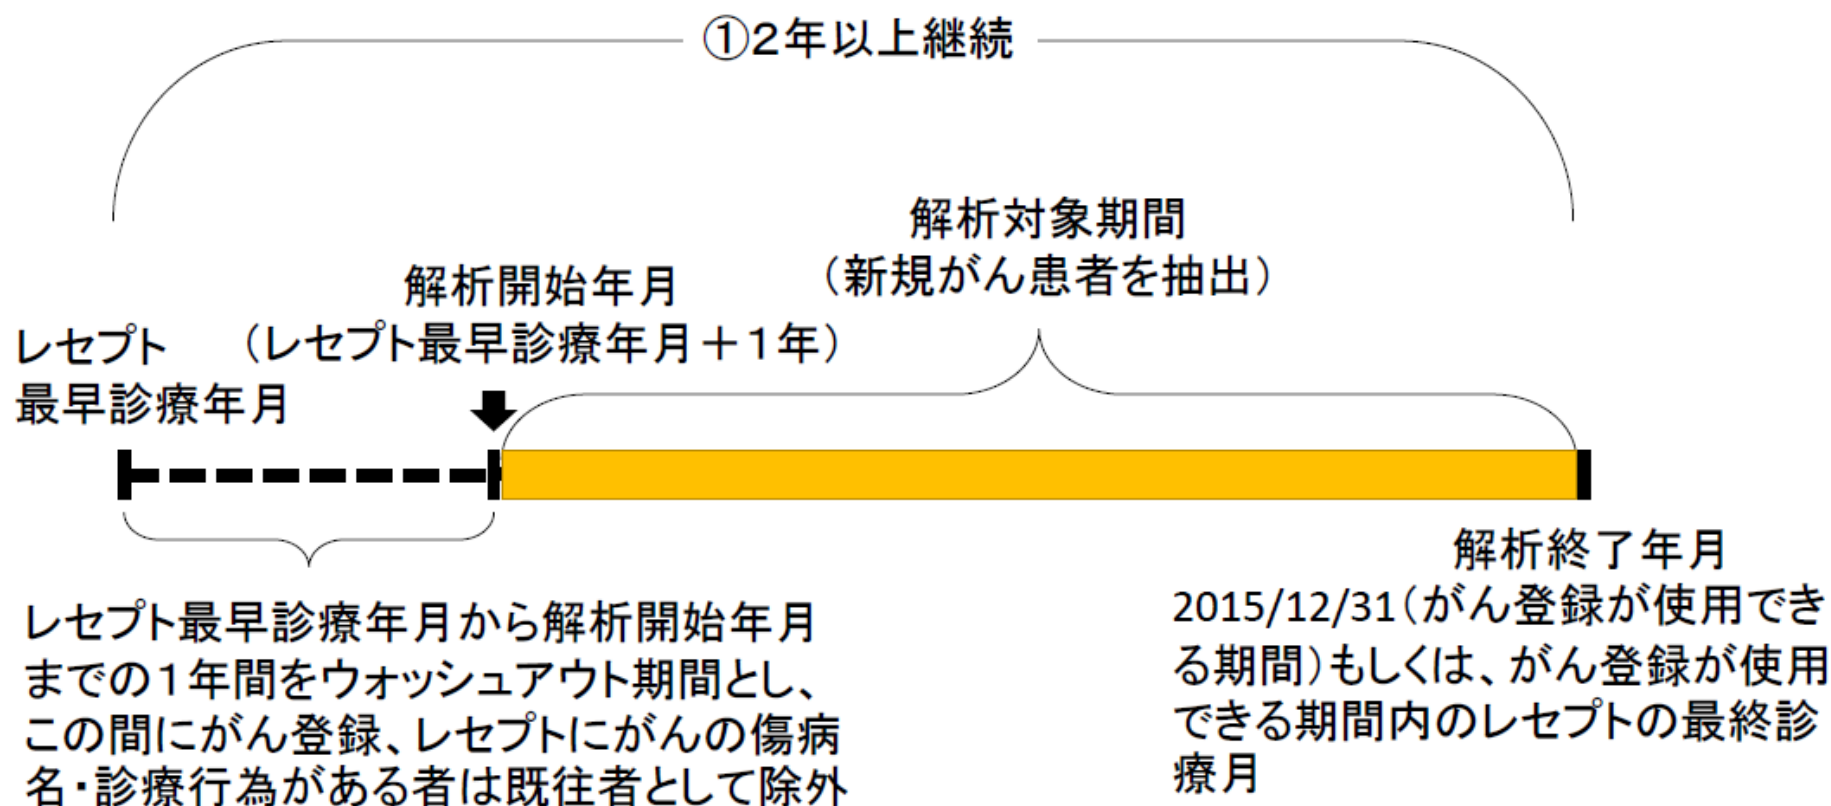 ①2年以上継続
解析対象期間
（新規がん患者を抽出）
解析開始年月
（レセプト最早診療年月＋１年）
レセプト
最早診療年月
レセプト最早診療年月から解析開始年月
までの１年間をウォッシュアウト期間とし、
この間にがん登録、レセプトにがんの傷病
名・診療行為がある者は既往者として除外
解析終了年月
2015/12/31（がん登録が使用でき
る期間）もしくは、がん登録が使用
できる期間内のレセプトの最終診
療月